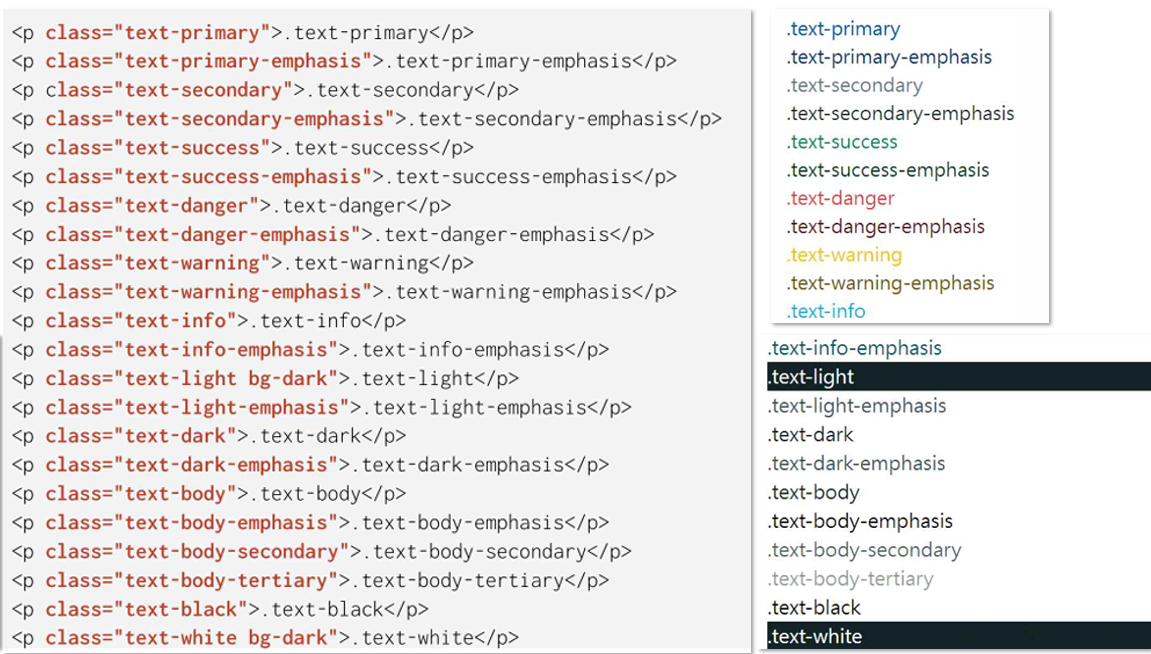 <p class="text-primary">.text-primary</p>
<p class="text-primary-emphasis">.text-primary-emphasis</p>
<p class="text-secondary">.text-secondary</p>
<p class="text-secondary-emphasis">.text-secondary-emphasis</p>
<p class="text-success">.text-success</p>
<p class="text-success-emphasis">.text-success-emphasis</p>
<p class="text-danger">.text-danger</p>
<p class="text-danger-emphasis">.text-danger-emphasis</p>
<p class="text-warning">.text-warning</p>
<p class="text-warning-emphasis">.text-warning-emphasis</p>
<p class="text-info">.text-info</p>
<p class="text-info-emphasis">.text-info-emphasis</p>
<p class="text-light bg-dark">.text-light</p>
<p class="text-light-emphasis">.text-light-emphasis</p>
<p class="text-dark">.text-dark</p>
<p class="text-dark-emphasis">.text-dark-emphasis</p>
<p class="text-body">.text-body</p>
<p class="text-body-emphasis">.text-body-emphasis</p>
<p class="text-body-secondary">.text-body-secondary</p>
<p class="text-body-tertiary">.text-body-tertiary</p>
<p class="text-black">.text-black</p>
<p class="text-white bg-dark">.text-white</p>
.text-primary
.text-primary-emphasis
.text-secondary
.text-secondary-emphasis
.text-success
.text-success-emphasis
.text-danger
.text-danger-emphasis
.text-warning
.text-warning-emphasis
.text-info
.text-info-emphasis
.text-light
.text-light-emphasis
.text-dark
.text-dark-emphasis
.text-body
.text-body-emphasis
.text-body-secondary
.text-body-tertiary
.text-black
.text-white